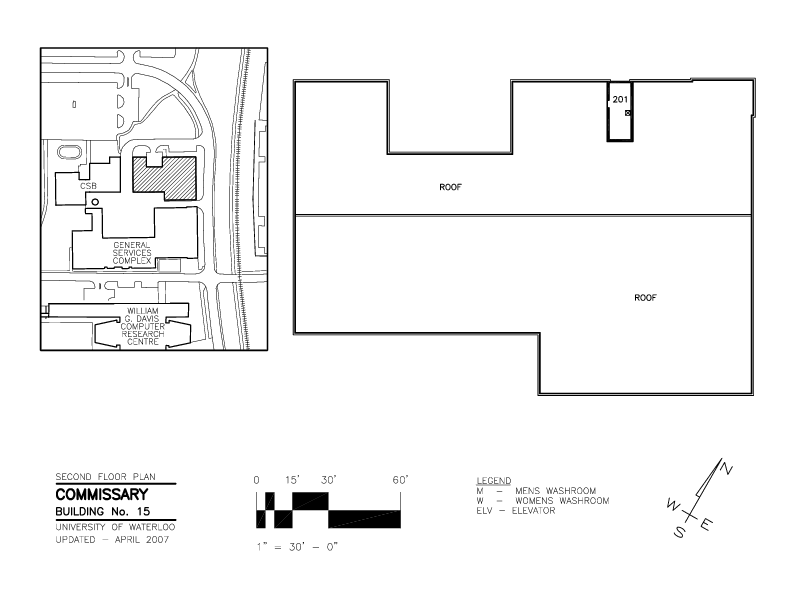 CSB
GENERAL
SERVICES
COMPLEX
WILLIAM
G. DAVIS
COMPUTER
RESEARCH
CENTRE
201
ROOF
ROOF
SECOND FLOOR PLAN
COMMISSARY
BUILDING No. 15
UNIVERSITY OF WATERLOO
UPDATED – APRIL 2007
0 15' 30' 60'
1" = 30' – 0"
LEGEND
M – MENS WASHROOM
W – WOMENS WASHROOM
ELV – ELEVATOR
N
W
E
S